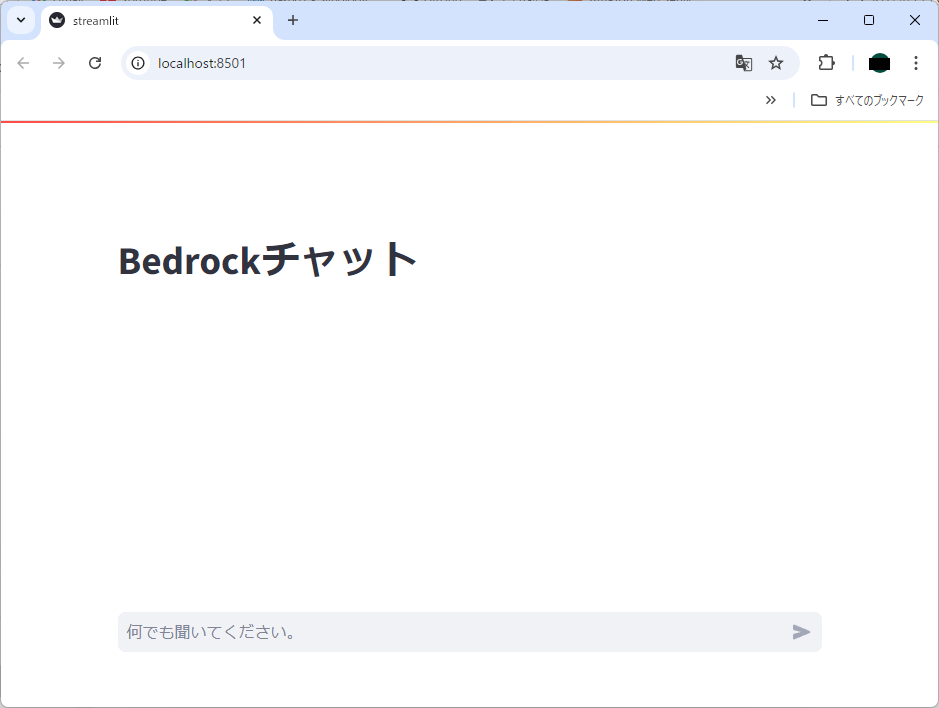 streamlit
localhost:8501
すべてのブックマーク
Bedrockチャット
何でも聞いてください。